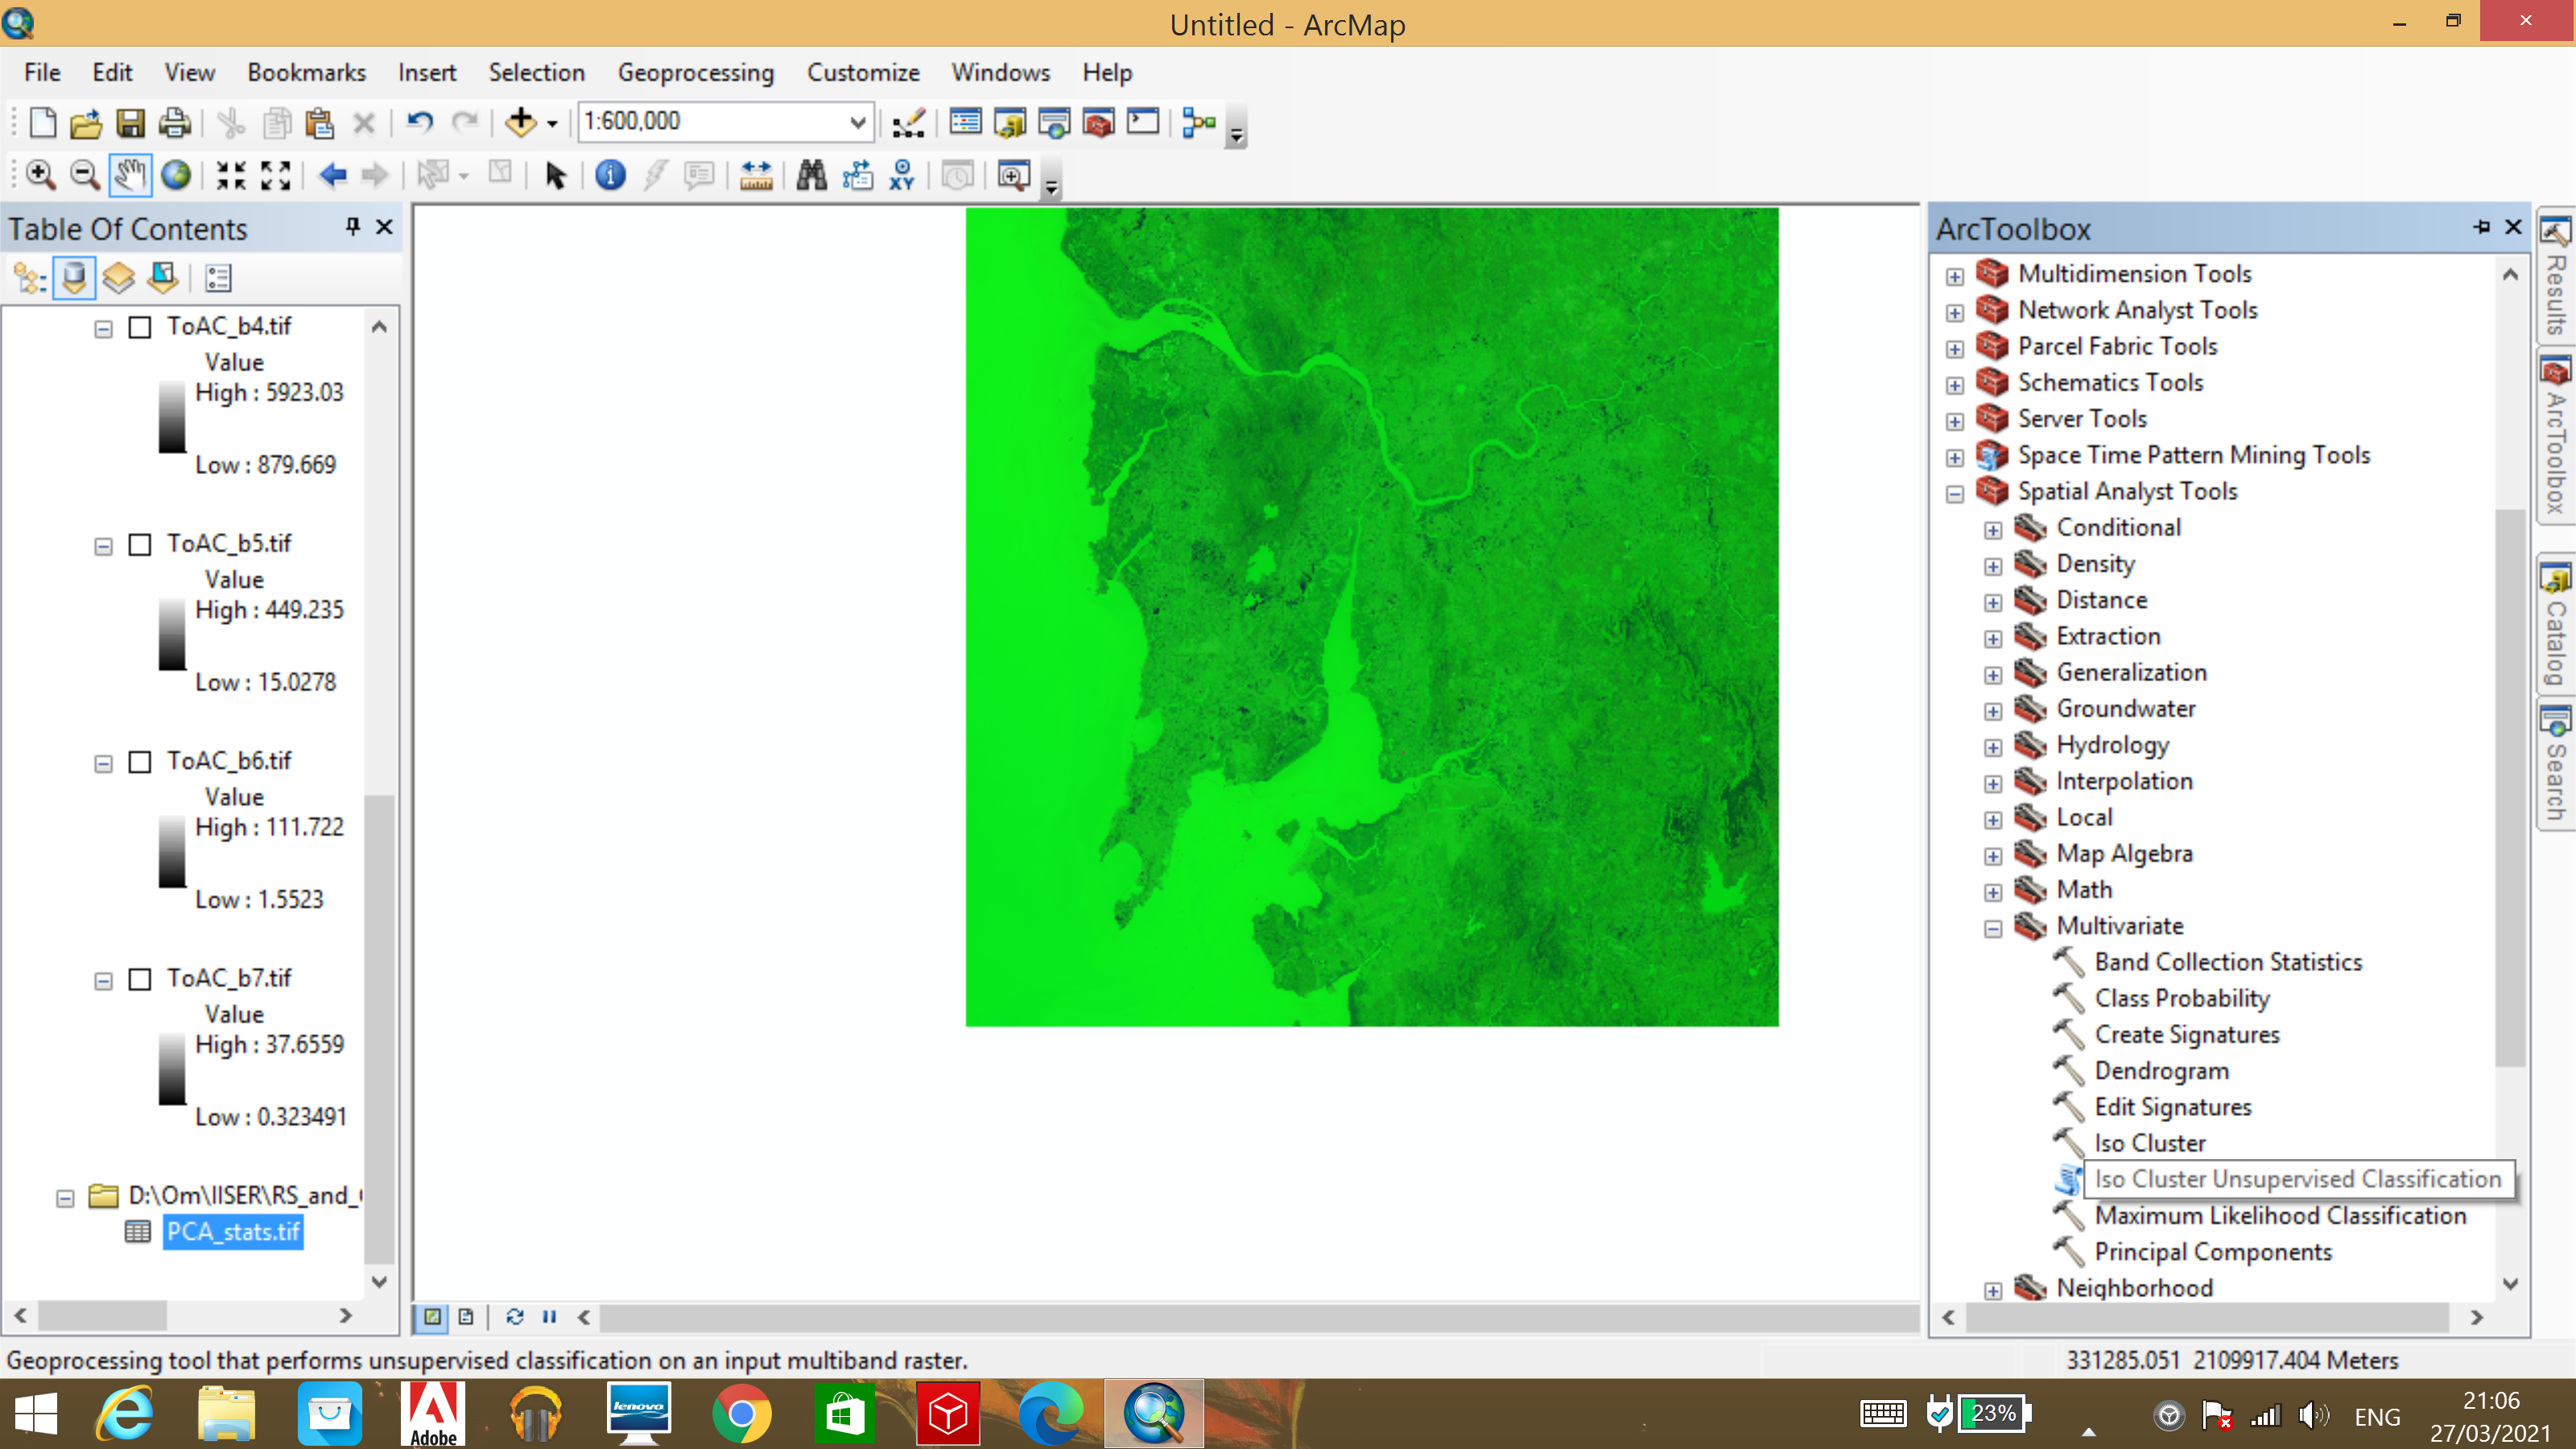 Untitled - ArcMap
File Edit View Bookmarks Insert Selection Geoprocessing Customize Windows Help
1:600,000
XY
Table Of Contents
ToAC_b4.tif
Value
High : 5923.03
Low : 879.669
ToAC_b5.tif
Value
High : 449.235
Low : 15.0278
ToAC_b6.tif
Value
High : 111.722
Low : 1.5523
ToAC_b7.tif
Value
High : 37.6559
Low : 0.323491
D:\Om\IISER\RS_and_
PCA_stats.tif
ArcToolbox
Multidimension Tools
Network Analyst Tools
Parcel Fabric Tools
Schematics Tools
Server Tools
Space Time Pattern Mining Tools
Spatial Analyst Tools
Conditional
Density
Distance
Extraction
Generalization
Groundwater
Hydrology
Interpolation
Local
Map Algebra
Math
Multivariate
Band Collection Statistics
Class Probability
Create Signatures
Dendrogram
Edit Signatures
Iso Cluster
Iso Cluster Unsupervised Classification
Maximum Likelihood Classification
Principal Components
Neighborhood
Results
ArcToolbox
Catalog
Search
Geoprocessing tool that performs unsupervised classification on an input multiband raster.
331285.051 2109917.404 Meters
Adobe
lenovo
23%
ENG
21:06
27/03/2021